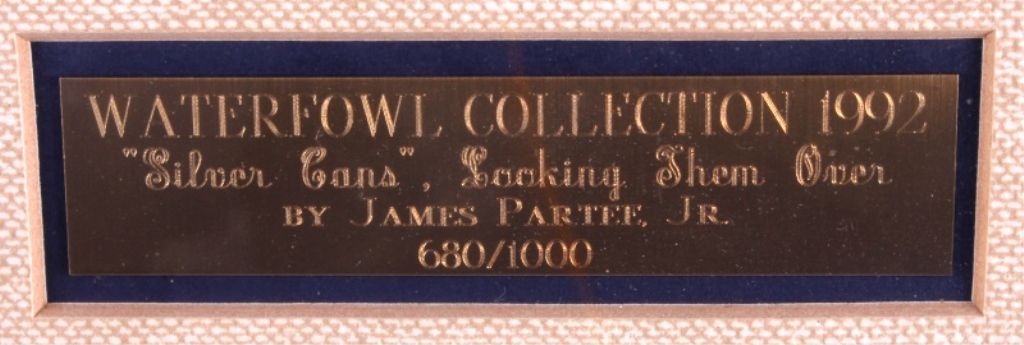 WATERFOWL COLLECTION 1992
"Silver Cans", Looking Them Over
BY JAMES PARTEE, JR.
680/1000